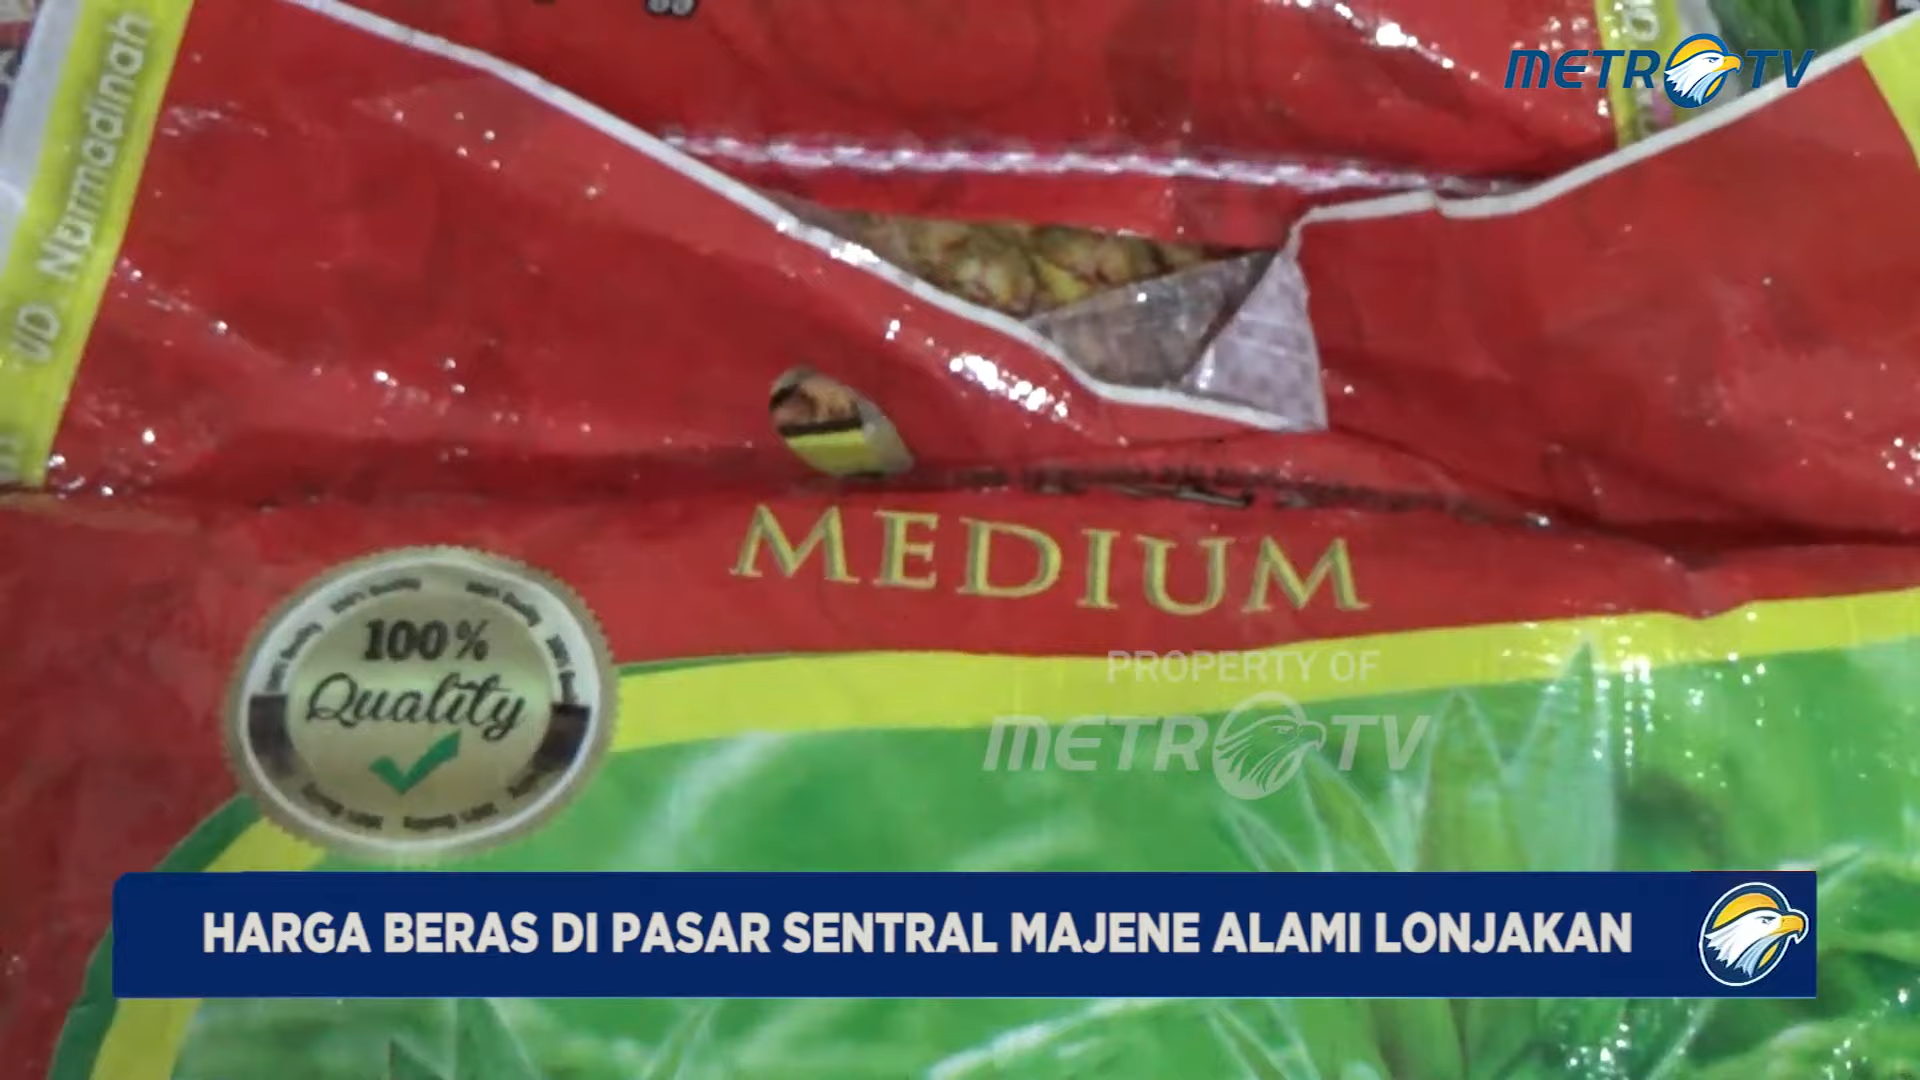 METRO TV
UD. Nurmadinah
MEDIUM
100%
Quality
PROPERTY OF
METRO TV
HARGA BERAS DI PASAR SENTRAL MAJENE ALAMI LONJAKAN